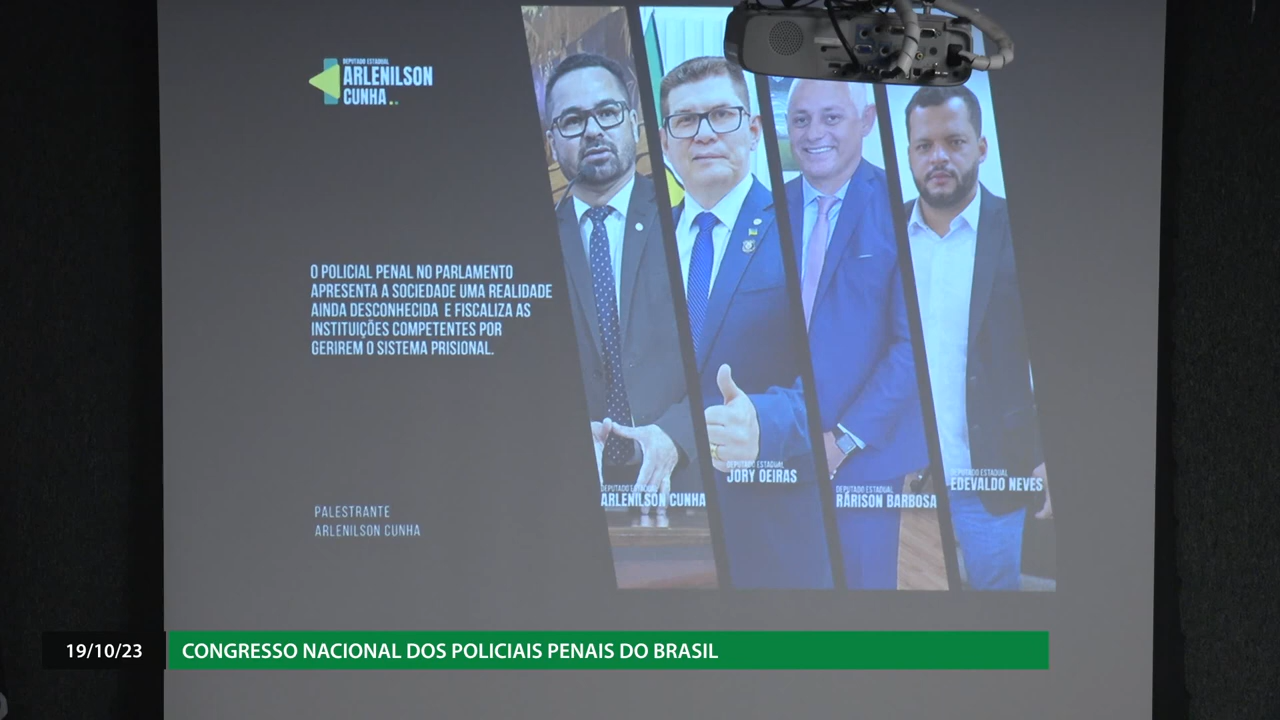 DEPUTADO ESTADUAL
ARLENILSON
CUNHA
O POLICIAL PENAL NO PARLAMENTO
APRESENTA A SOCIEDADE UMA REALIDADE
AINDA DESCONHECIDA E FISCALIZA AS
INSTITUIÇÕES COMPETENTES POR
GERIREM O SISTEMA PRISIONAL.
PALESTRANTE
ARLENILSON CUNHA
DEPUTADO ESTADUAL
ARLENILSON CUNHA
DEPUTADO ESTADUAL
JORY OEIRAS
DEPUTADO ESTADUAL
RÁRISON BARBOSA
DEPUTADO ESTADUAL
EDEVALDO NEVES
19/10/23
CONGRESSO NACIONAL DOS POLICIAIS PENAIS DO BRASIL